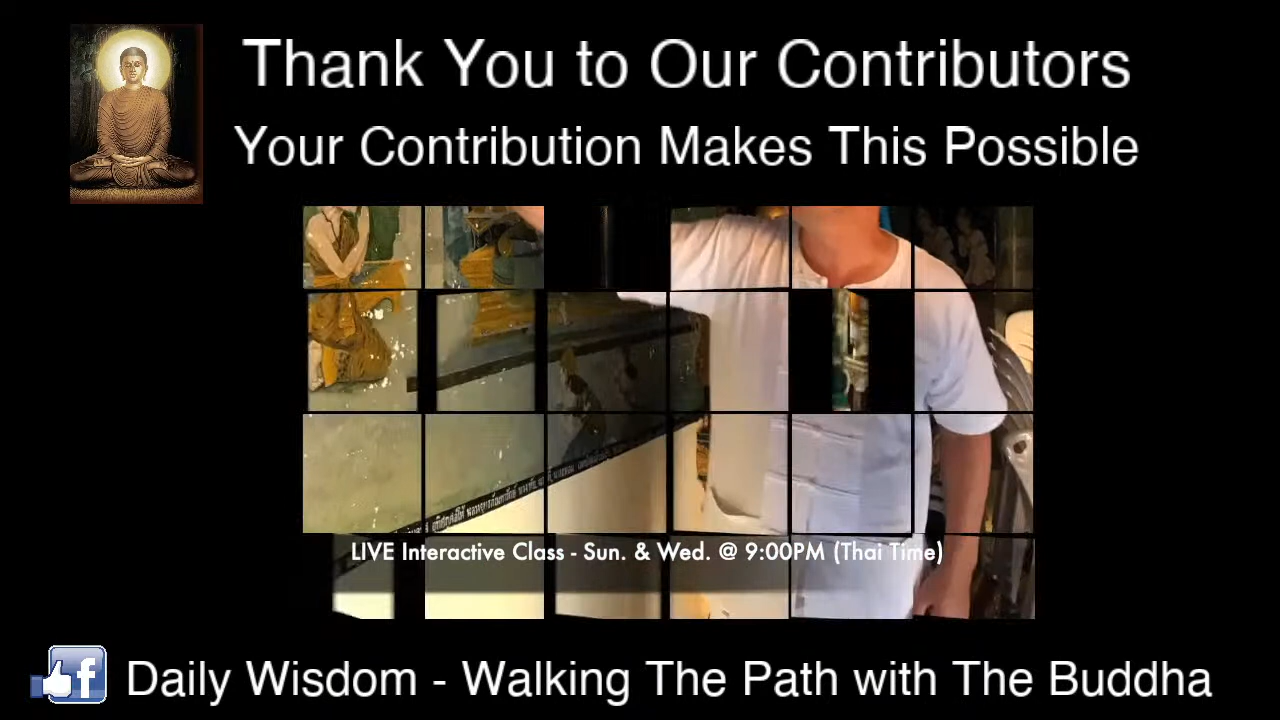 Thank You to Our Contributors
Your Contribution Makes This Possible
LIVE Interactive Class - Sun. & Wed. @ 9:00PM (Thai Time)
f Daily Wisdom - Walking The Path with The Buddha